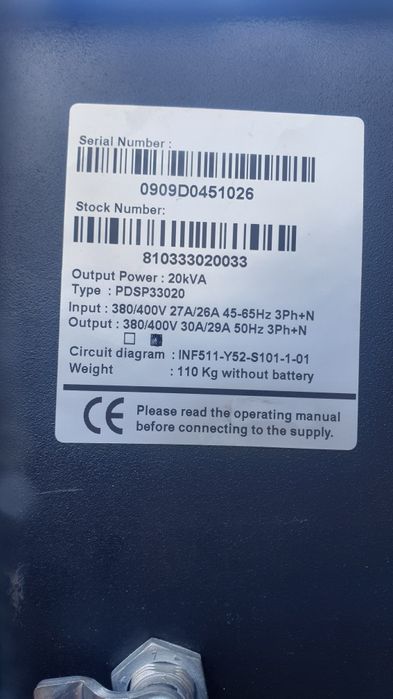 Serial Number :
0909D0451026
Stock Number:
810333020033
Output Power : 20kVA
Type : PDSP33020
Input : 380/400V 27A/26A 45-65Hz 3Ph+N
Output : 380/400V 30A/29A 50Hz 3Ph+N
Circuit diagram : INF511-Y52-S101-1-01
Weight : 110 Kg without battery
CE Please read the operating manual
before connecting to the supply.